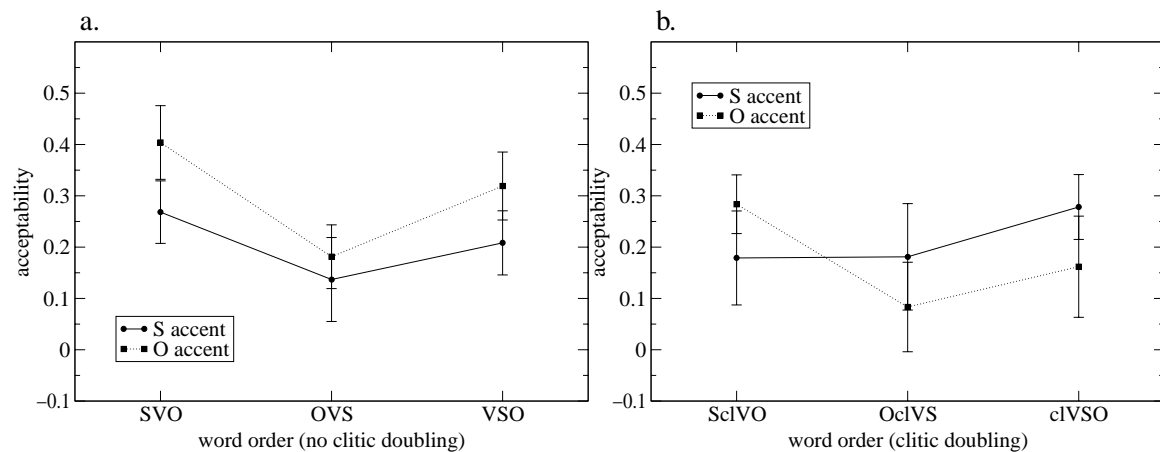 a.
0.5
0.4
0.3
0.2
0.1
0
−0.1
acceptability
S accent
O accent
SVO OVS VSO
word order (no clitic doubling)
b.
0.5
0.4
0.3
0.2
0.1
0
−0.1
acceptability
S accent
O accent
SclVO OclVS clVSO
word order (clitic doubling)